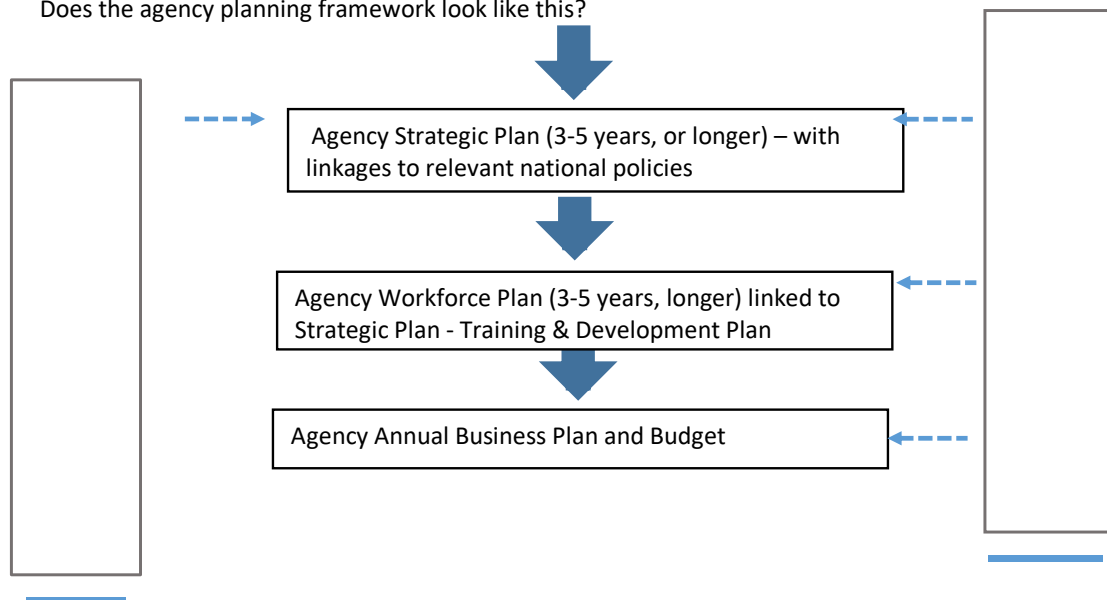 Does the agency planning framework look like this?
Agency Strategic Plan (3-5 years, or longer) – with
linkages to relevant national policies
Agency Workforce Plan (3-5 years, longer) linked to
Strategic Plan - Training & Development Plan
Agency Annual Business Plan and Budget